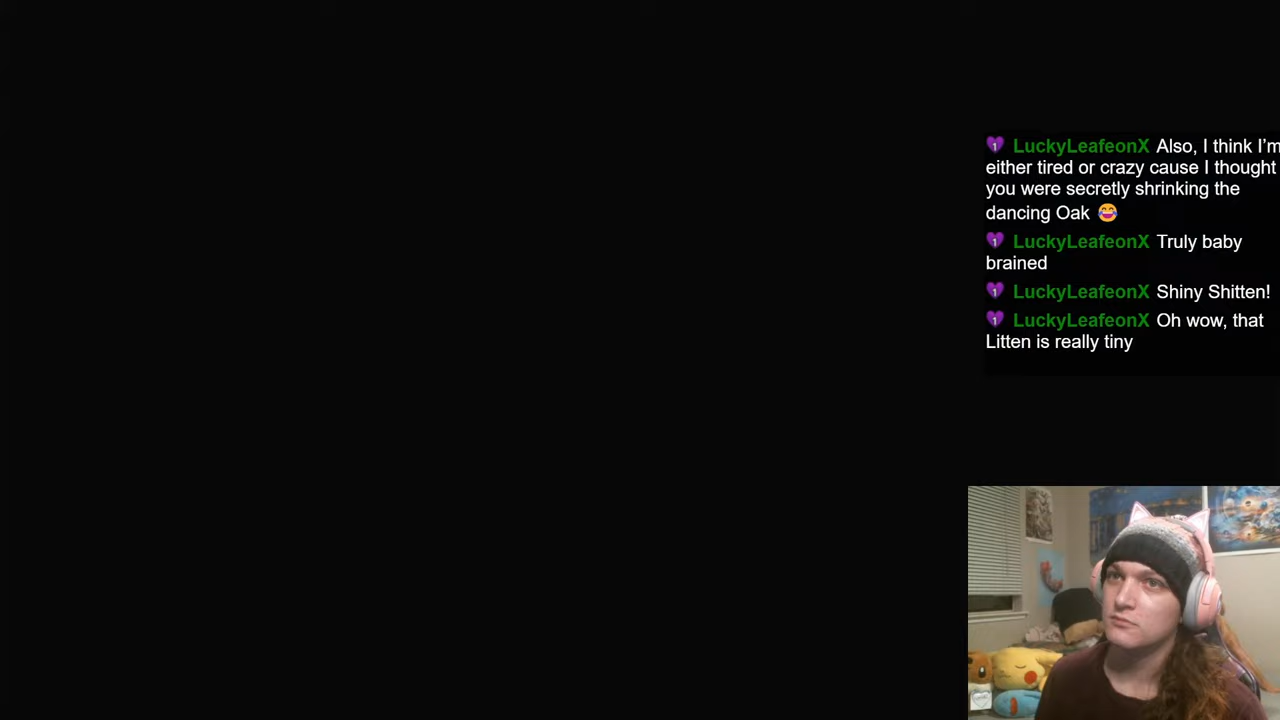 LuckyLeafeonX Also, I think I'm
either tired or crazy cause I thought
you were secretly shrinking the
dancing Oak 😂
LuckyLeafeonX Truly baby
brained
LuckyLeafeonX Shiny Shitten!
LuckyLeafeonX Oh wow, that
Litten is really tiny